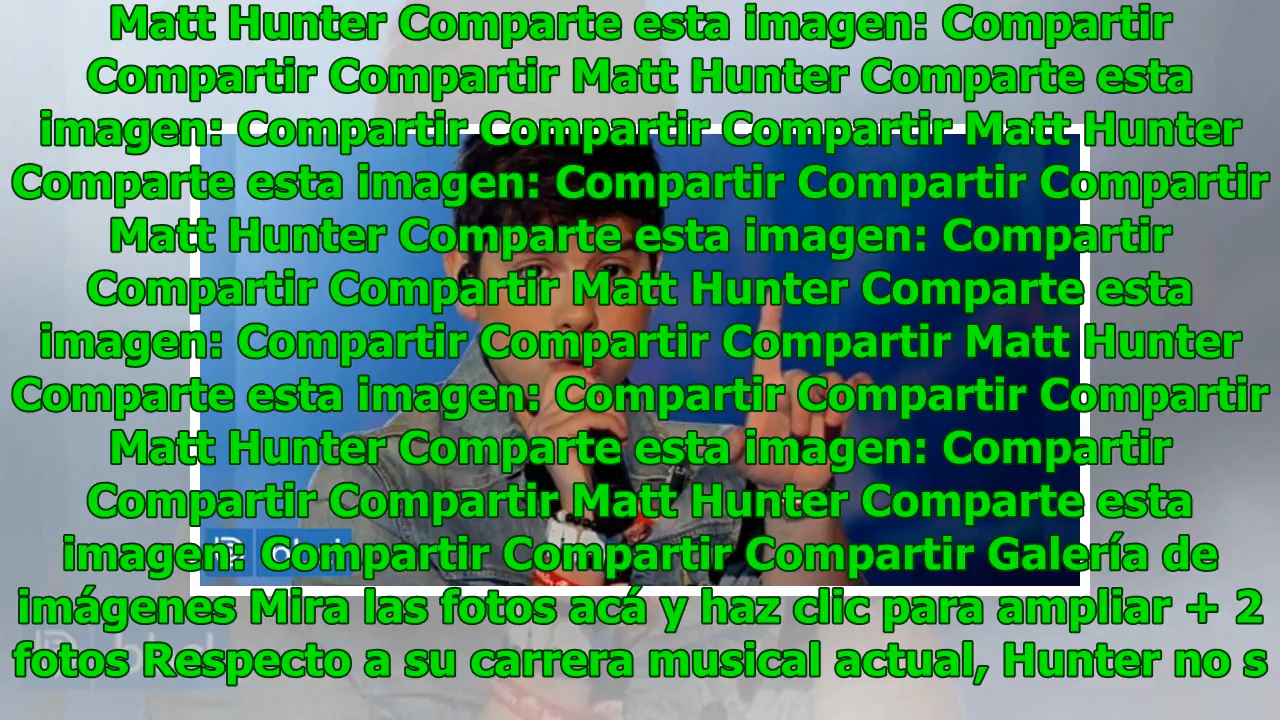 Matt Hunter Comparte esta imagen: Compartir
Compartir Compartir Matt Hunter Comparte esta
imagen: Compartir Compartir Compartir Matt Hunter
Comparte esta imagen: Compartir Compartir Compartir
Matt Hunter Comparte esta imagen: Compartir
Compartir Compartir Matt Hunter Comparte esta
imagen: Compartir Compartir Compartir Matt Hunter
Comparte esta imagen: Compartir Compartir Compartir
Matt Hunter Comparte esta imagen: Compartir
Compartir Compartir Matt Hunter Comparte esta
imagen: Compartir Compartir Compartir Galería de
imágenes Mira las fotos acá y haz clic para ampliar + 2
fotos Respecto a su carrera musical actual, Hunter no s